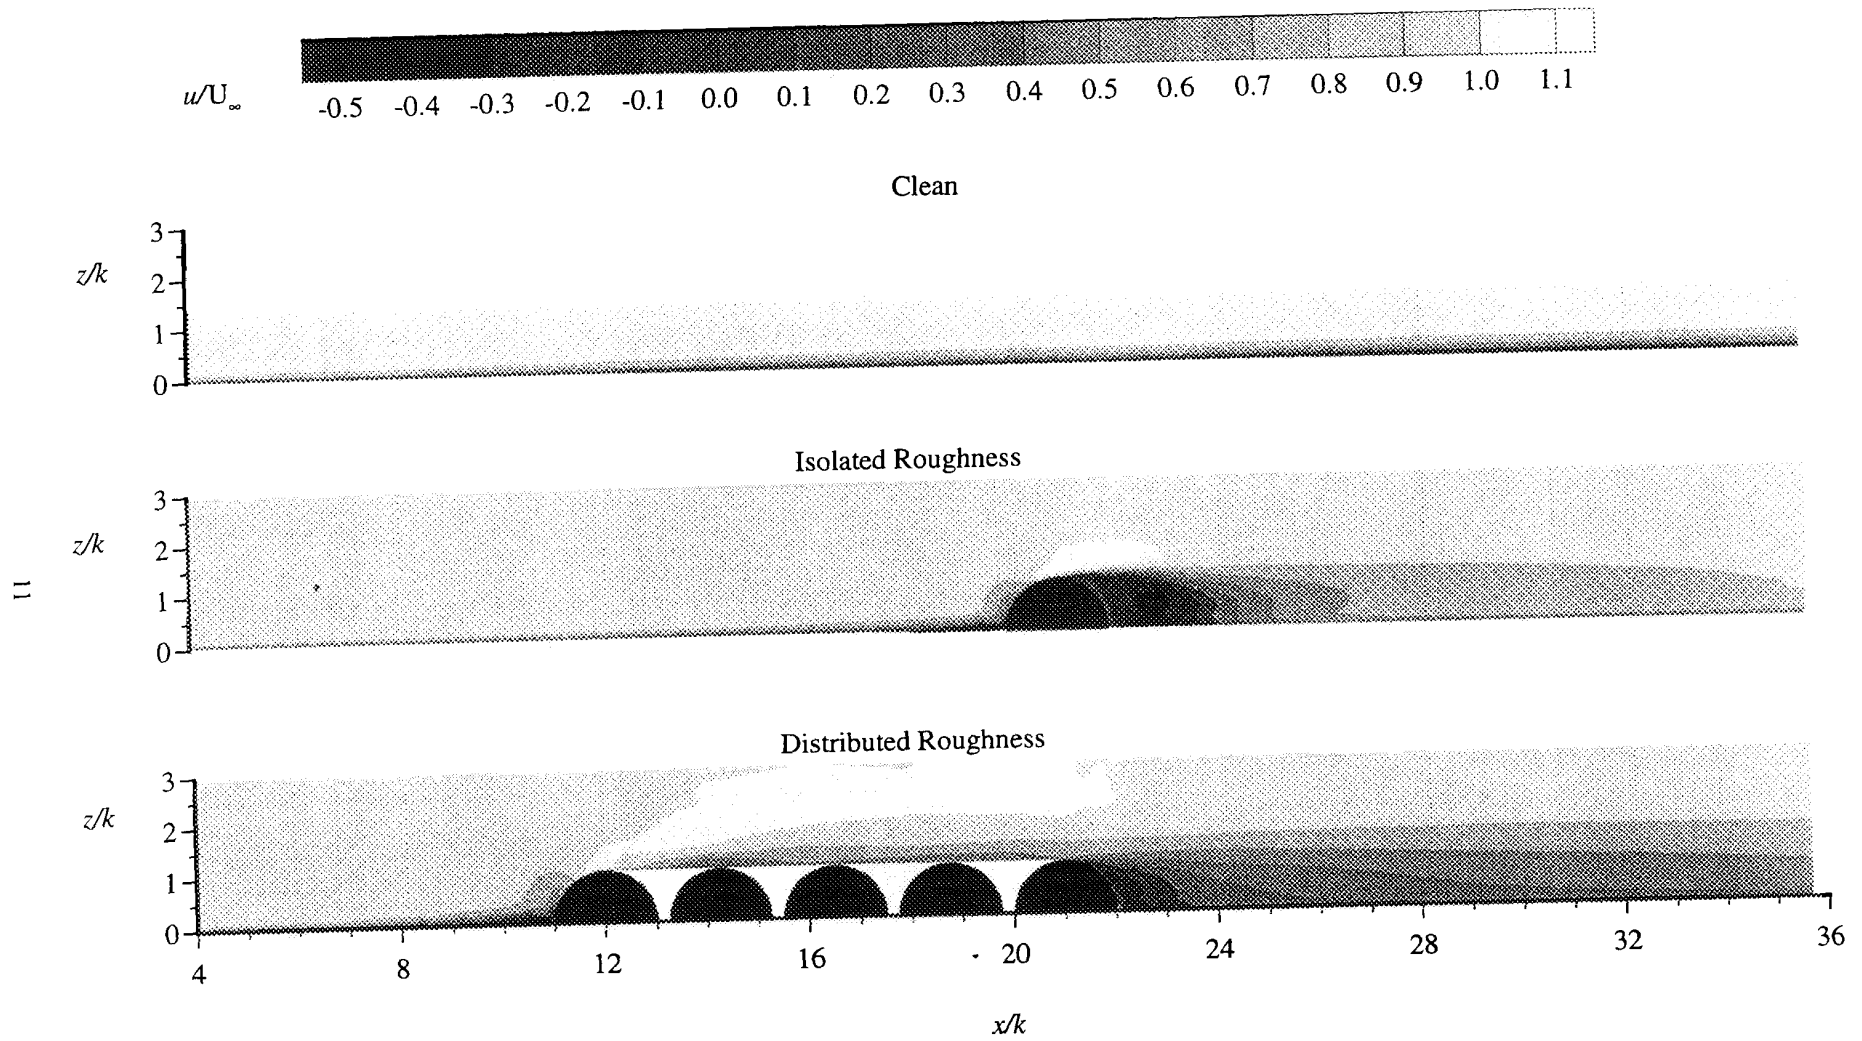 u/U∞ -0.5 -0.4 -0.3 -0.2 -0.1 0.0 0.1 0.2 0.3 0.4 0.5 0.6 0.7 0.8 0.9 1.0 1.1
Clean
3
z/k
2
1
0
Isolated Roughness
3
z/k
2
1
0
11
Distributed Roughness
3
z/k
2
1
0
4 8 12 16 20 24 28 32 36
x/k